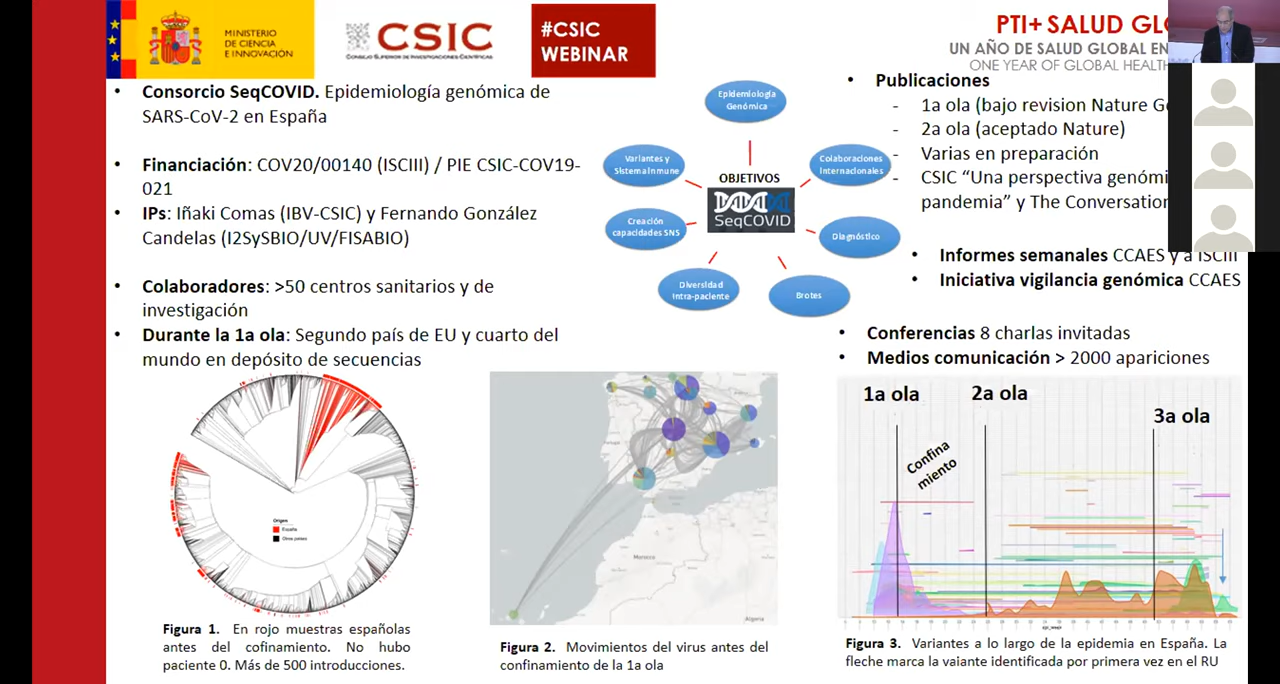 MINISTERIO
DE CIENCIA
E INNOVACIÓN
CSIC
CONSEJO SUPERIOR DE INVESTIGACIONES CIENTÍFICAS
#CSIC
WEBINAR
PTI+ SALUD
UN AÑO DE SALUD GLOBAL EN
ONE YEAR OF GLOBAL HEALTH
• Consorcio SeqCOVID. Epidemiología genómica de
SARS-CoV-2 en España
• Financiación: COV20/00140 (ISCIII) / PIE CSIC-COV19-
021
• IPs: Iñaki Comas (IBV-CSIC) y Fernando González
Candelas (I2SySBIO/UV/FISABIO)
• Colaboradores: >50 centros sanitarios y de
investigación
• Durante la 1a ola: Segundo país de EU y cuarto del
mundo en depósito de secuencias
Epidemiología
Genómica
Variantes y
Sistema Inmune
Colaboraciones
Internacionales
OBJETIVOS
SeqCOVID
Creación
capacidades SNS
Diagnóstico
Diversidad
Intra-paciente
Brotes
• Publicaciones
- 1a ola (bajo revision Nature
- 2a ola (aceptado Nature)
- Varias en preparación
- CSIC “Una perspectiva
pandemia” y The Conversation
• Informes semanales CCAES y a ISCIII
• Iniciativa vigilancia genómica CCAES
• Conferencias 8 charlas invitadas
• Medios comunicación > 2000 apariciones
Origen
España
Otros países
Figura 1. En rojo muestras españolas
antes del cofinamiento. No hubo
paciente 0. Más de 500 introducciones.
Portugal
Morocco
Algeria
Figura 2. Movimientos del virus antes del
confinamiento de la 1a ola
1a ola
2a ola
3a ola
Confina
miento
Figura 3. Variantes a lo largo de la epidemia en España. La
fleche marca la vaiante identificada por primera vez en el RU